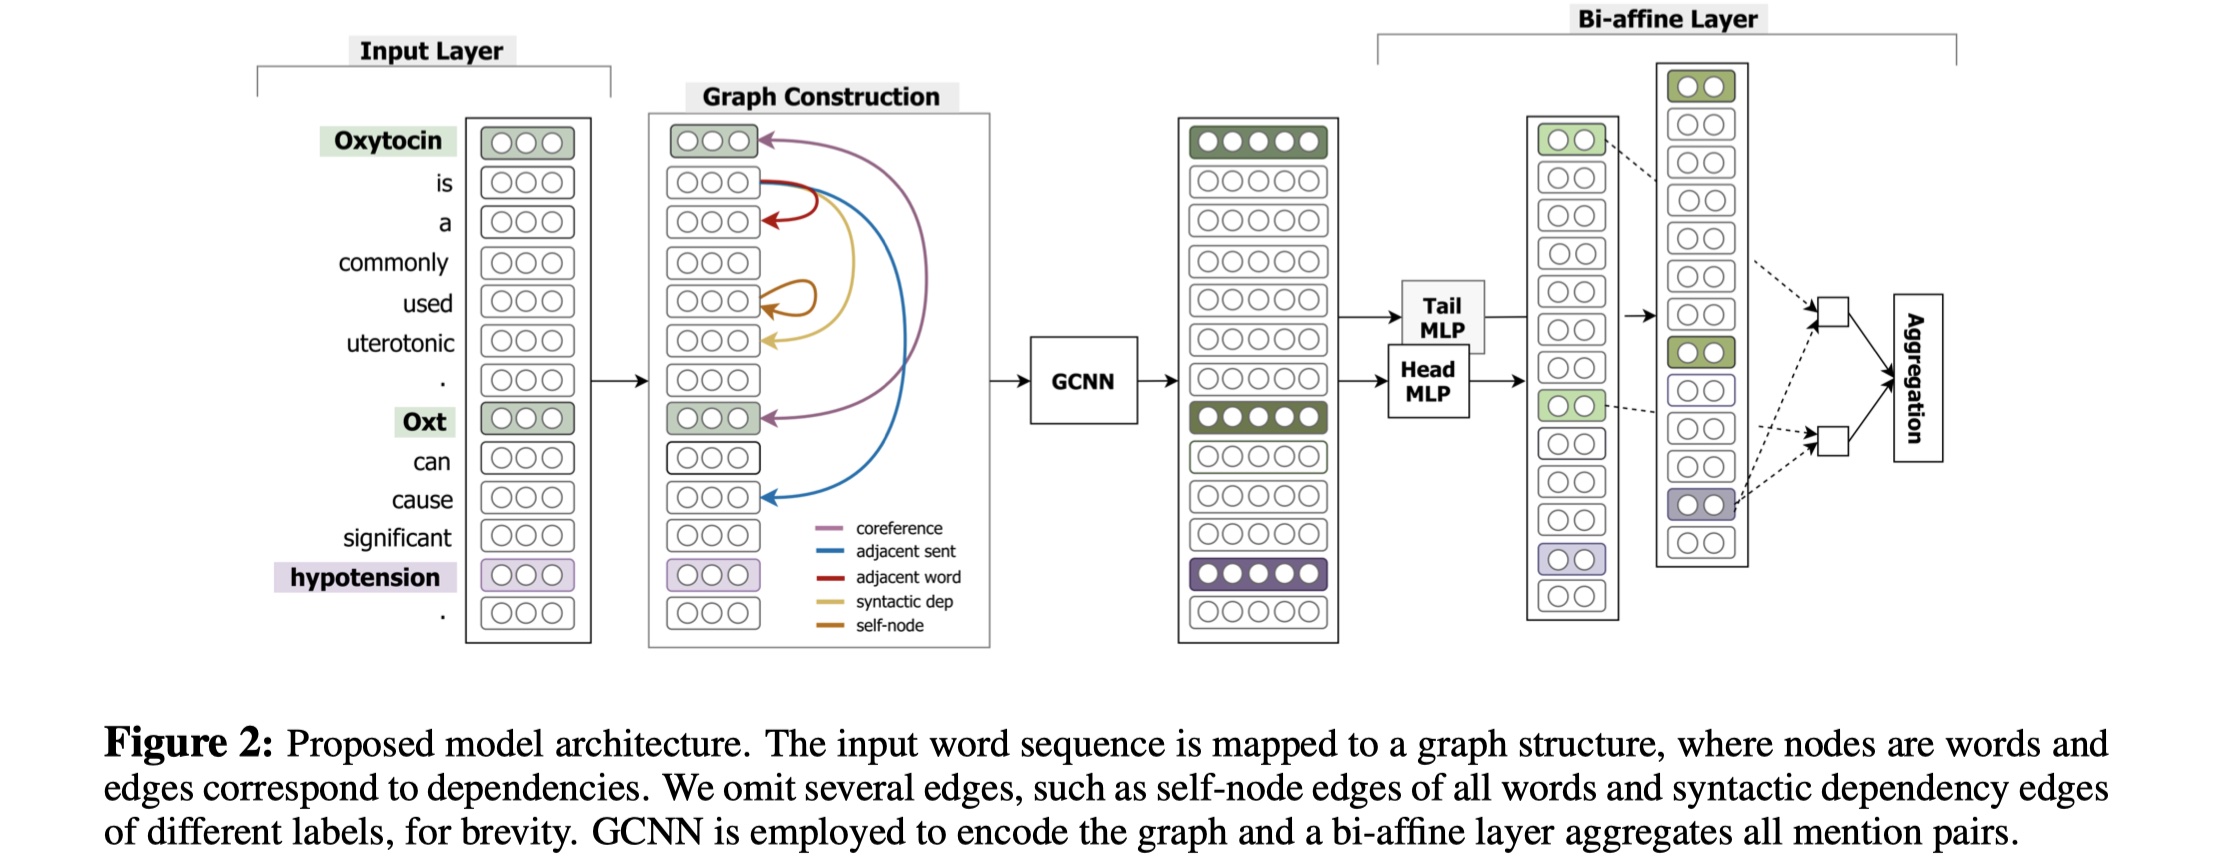 Input Layer
Graph Construction
Bi-affine Layer
Oxytocin
is
a
commonly
used
uterotonic
.
Oxt
can
cause
significant
hypotension
.
coreference
adjacent sent
adjacent word
syntactic dep
self-node
GCNN
Tail
MLP
Head
MLP
Aggregation
Figure 2: Proposed model architecture. The input word sequence is mapped to a graph structure, where nodes are words and
edges correspond to dependencies. We omit several edges, such as self-node edges of all words and syntactic dependency edges
of different labels, for brevity. GCNN is employed to encode the graph and a bi-affine layer aggregates all mention pairs.